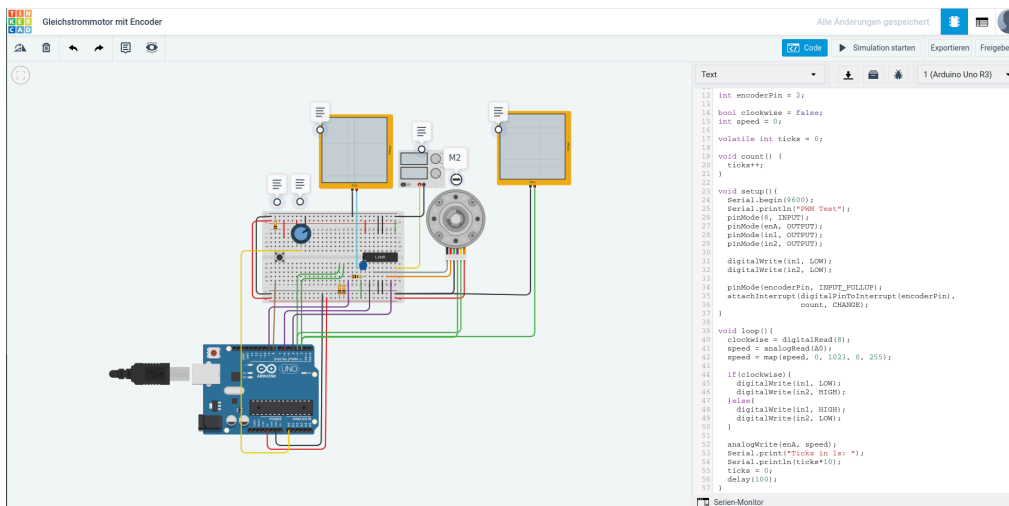 TIN
KER
CAD
Gleichstrommotor mit Encoder
Alle Änderungen gespeichert
Code
Simulation starten
Exportieren
Freigebe
Text
1 (Arduino Uno R3)
12 int encoderPin = 2;
13
14 bool clockwise = false;
15 int speed = 0;
16
17 volatile int ticks = 0;
18
19 void count() {
20 ticks++;
21 }
22
23 void setup(){
24 Serial.begin(9600);
25 Serial.println("PWM Test");
26 pinMode(8, INPUT);
27 pinMode(enA, OUTPUT);
28 pinMode(in1, OUTPUT);
29 pinMode(in2, OUTPUT);
30
31 digitalWrite(in1, LOW);
32 digitalWrite(in2, LOW);
33
34 pinMode(encoderPin, INPUT_PULLUP);
35 attachInterrupt(digitalPinToInterrupt(encoderPin),
36 count, CHANGE);
37 }
38
39 void loop(){
40 clockwise = digitalRead(8);
41 speed = analogRead(A0);
42 speed = map(speed, 0, 1023, 0, 255);
43
44 if(clockwise){
45 digitalWrite(in1, LOW);
46 digitalWrite(in2, HIGH);
47 }else{
48 digitalWrite(in1, HIGH);
49 digitalWrite(in2, LOW);
50 }
51
52 analogWrite(enA, speed);
53 Serial.print("Ticks in 1s: ");
54 Serial.println(ticks*10);
55 ticks = 0;
56 delay(100);
57 }
Serien-Monitor
M2
L293D
UNO
ARDUINO